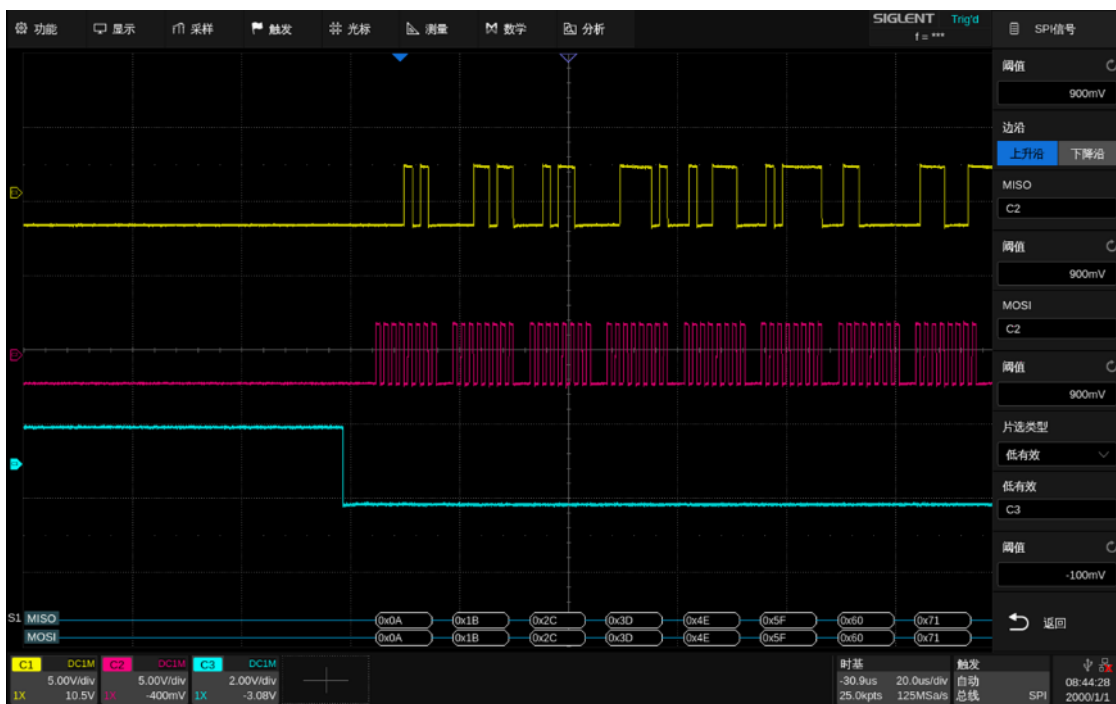 功能 显示 采样 触发 光标 测量 数学 分析 SIGLENT Trig'd
f = ***
SPI信号
阈值
900mV
边沿
上升沿 下降沿
MISO
C2
阈值
900mV
MOSI
C2
阈值
900mV
片选类型
低有效
低有效
C3
阈值
-100mV
返回
S1 MISO 0x0A 0x1B 0x2C 0x3D 0x4E 0x5F 0x60 0x71
MOSI 0x0A 0x1B 0x2C 0x3D 0x4E 0x5F 0x60 0x71
C1 DC1M C2 DC1M C3 DC1M 时基 触发
5.00V/div 5.00V/div 2.00V/div -30.9us 20.0us/div 自动 08:44:28
1X 10.5V 1X -400mV 1X -3.08V 25.0kpts 125MSa/s 总线 SPI 2000/1/1